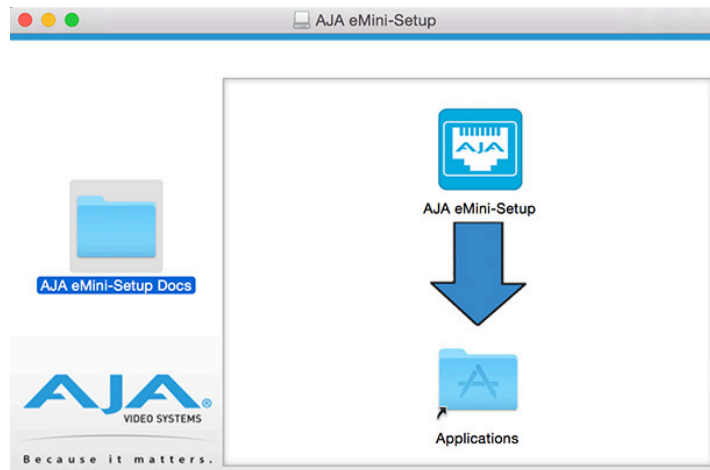 AJA eMini-Setup
AJA
AJA eMini-Setup
AJA eMini-Setup Docs
Applications
AJA®
VIDEO SYSTEMS
Because it matters.